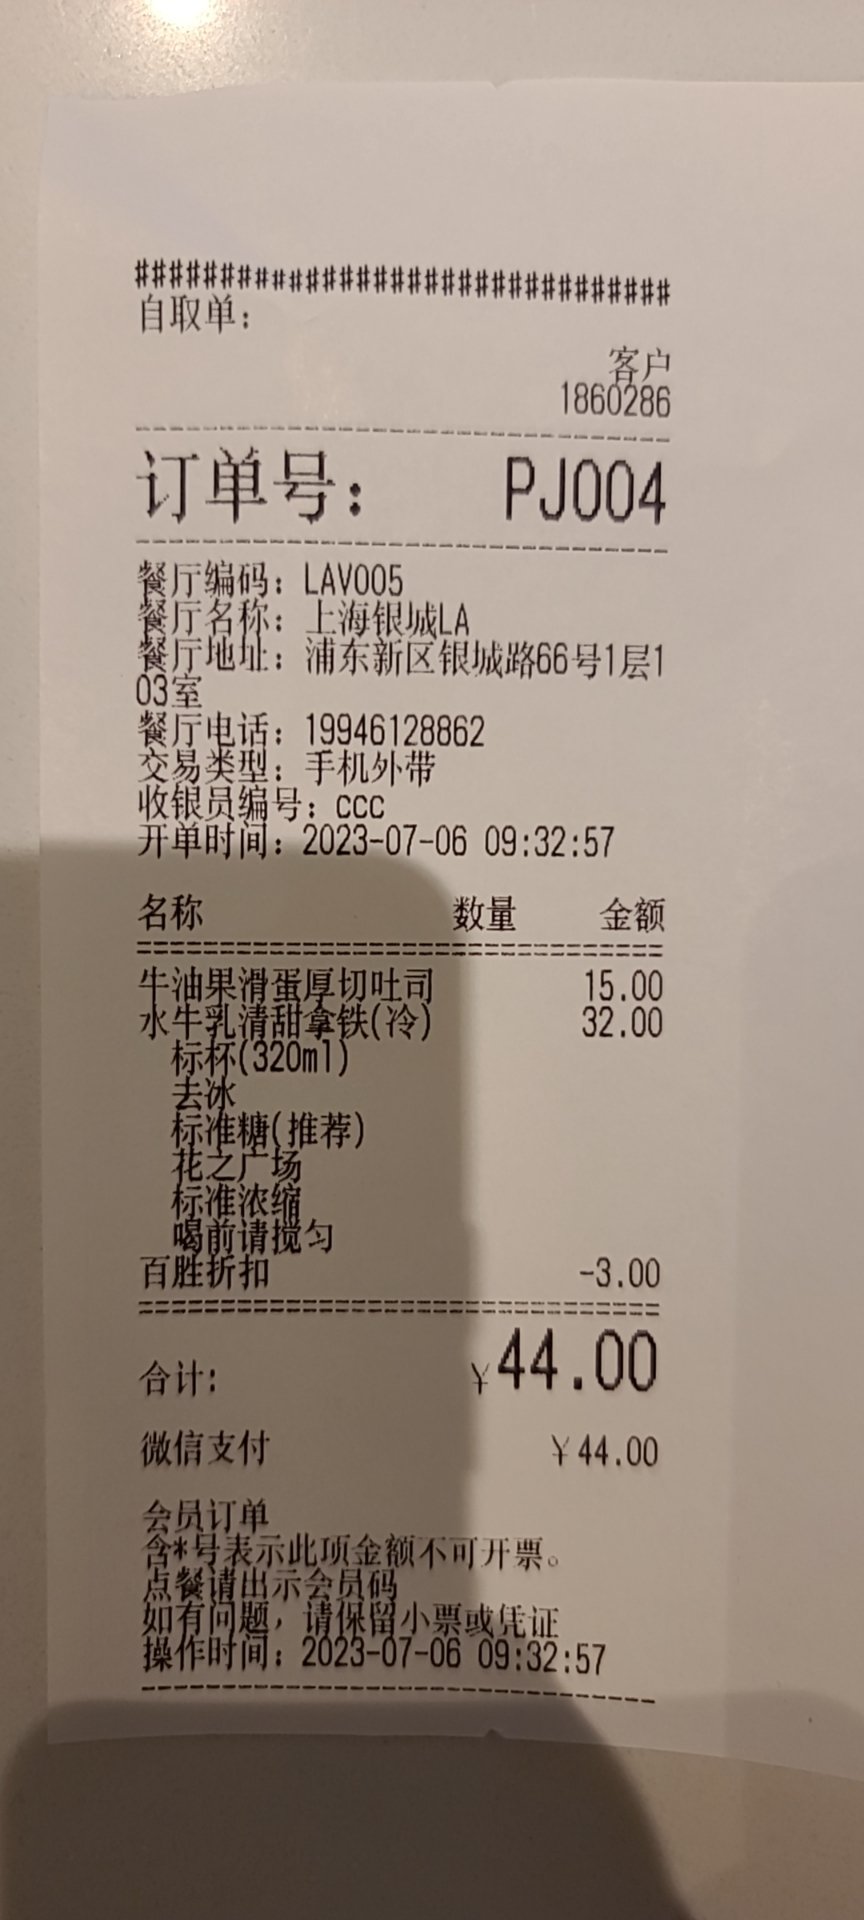 ################################
自取单：
客户
1860286
订单号： PJ004
餐厅编码：LAV005
餐厅名称：上海银城LA
餐厅地址：浦东新区银城路66号1层1
03室
餐厅电话：19946128862
交易类型：手机外带
收银员编号：ccc
开单时间：2023-07-06 09:32:57
名称 数量 金额
牛油果滑蛋厚切吐司 15.00
水牛乳清甜拿铁(冷) 32.00
标杯(320ml)
去冰
标准糖(推荐)
花之广场
标准浓缩
喝前请搅匀
百胜折扣 -3.00
合计: ¥44.00
微信支付 ¥44.00
会员订单
含*号表示此项金额不可开票。
点餐请出示会员码
如有问题，请保留小票或凭证
操作时间：2023-07-06 09:32:57